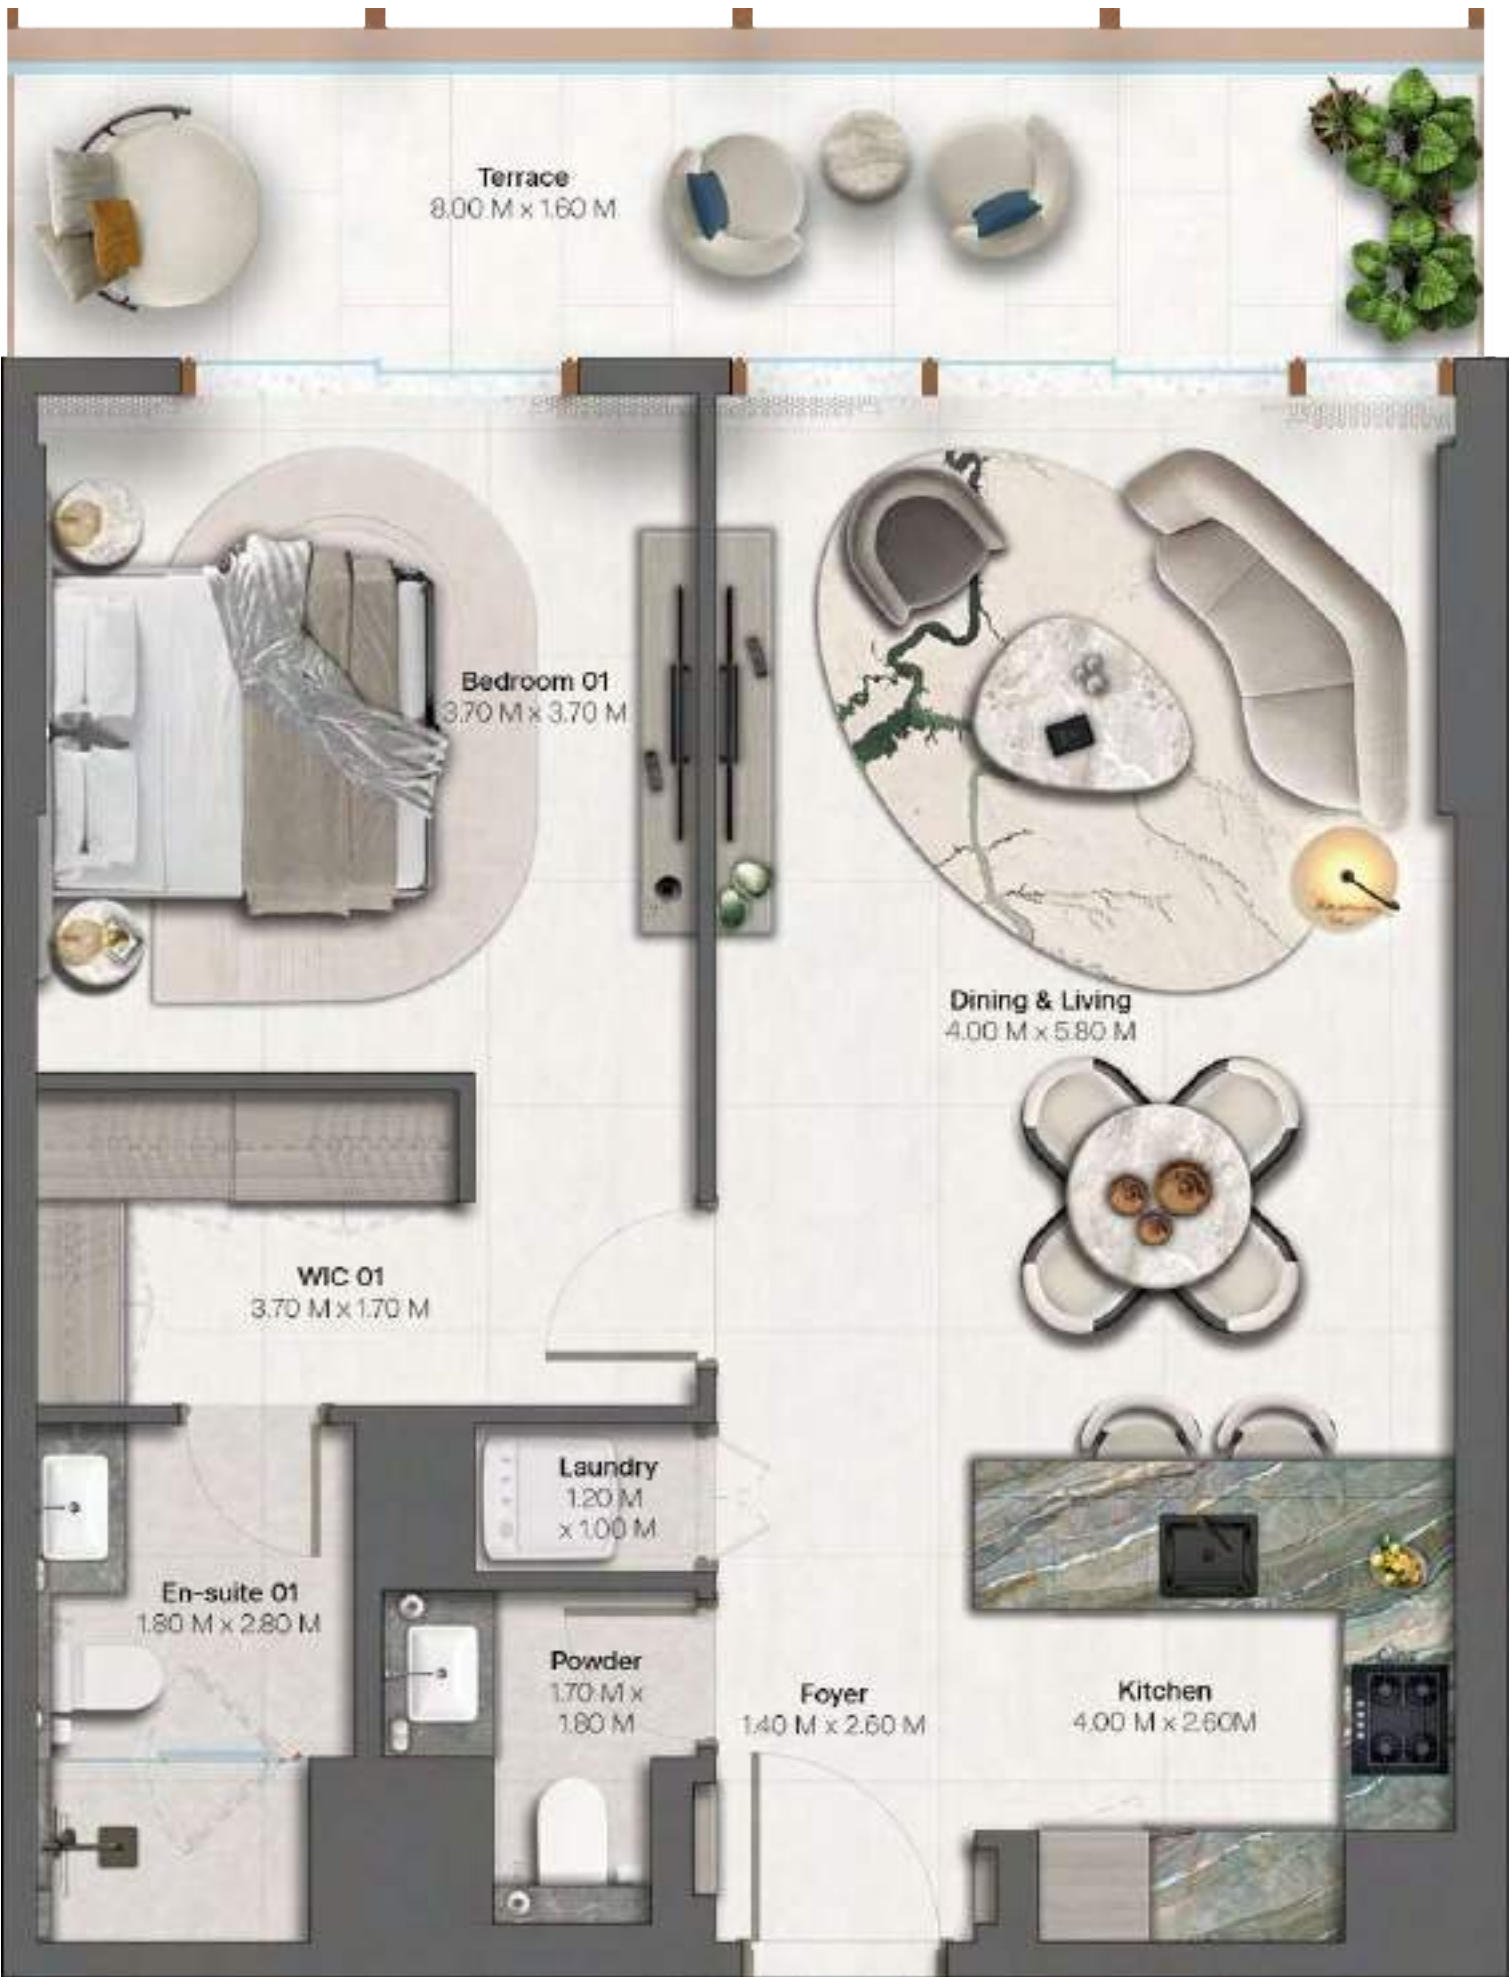 Terrace
8.00 M x 1.60 M
Bedroom 01
3.70 M x 3.70 M
Dining & Living
4.00 M x 5.80 M
WIC 01
3.70 M x 1.70 M
Laundry
1.20 M
x 1.00 M
En-suite 01
1.80 M x 2.80 M
Powder
1.70 M x
1.80 M
Foyer
1.40 M x 2.60 M
Kitchen
4.00 M x 2.60M